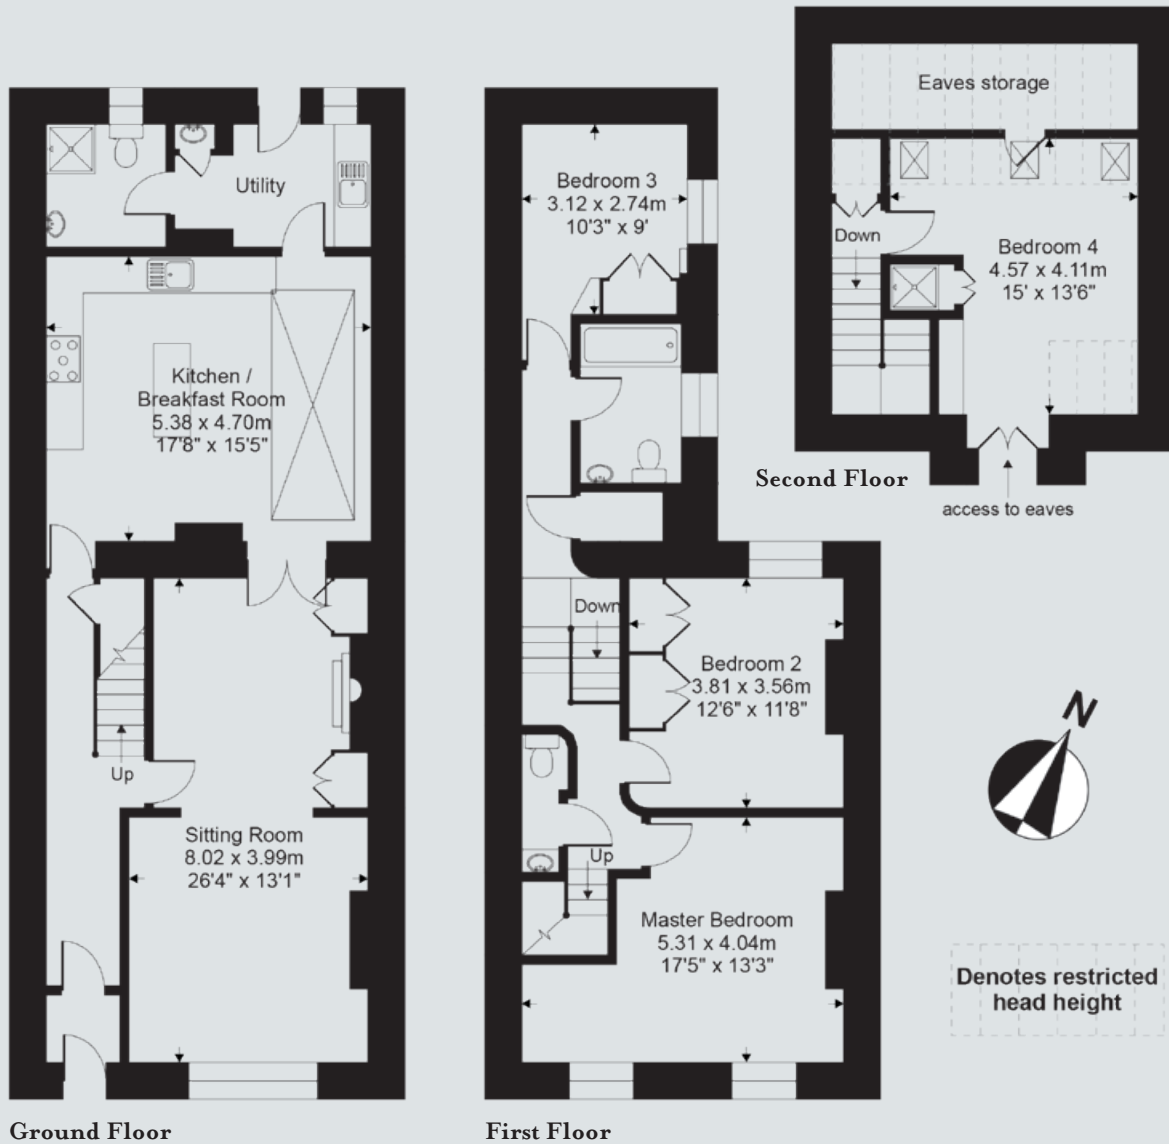 Utility
Kitchen /
Breakfast Room
5.38 x 4.70m
17'8" x 15'5"
Up
Sitting Room
8.02 x 3.99m
26'4" x 13'1"
Ground Floor
Bedroom 3
3.12 x 2.74m
10'3" x 9'
Down
Bedroom 2
3.81 x 3.56m
12'6" x 11'8"
Up
Master Bedroom
5.31 x 4.04m
17'5" x 13'3"
First Floor
Eaves storage
Down
Bedroom 4
4.57 x 4.11m
15' x 13'6"
Second Floor
access to eaves
N
Denotes restricted
head height